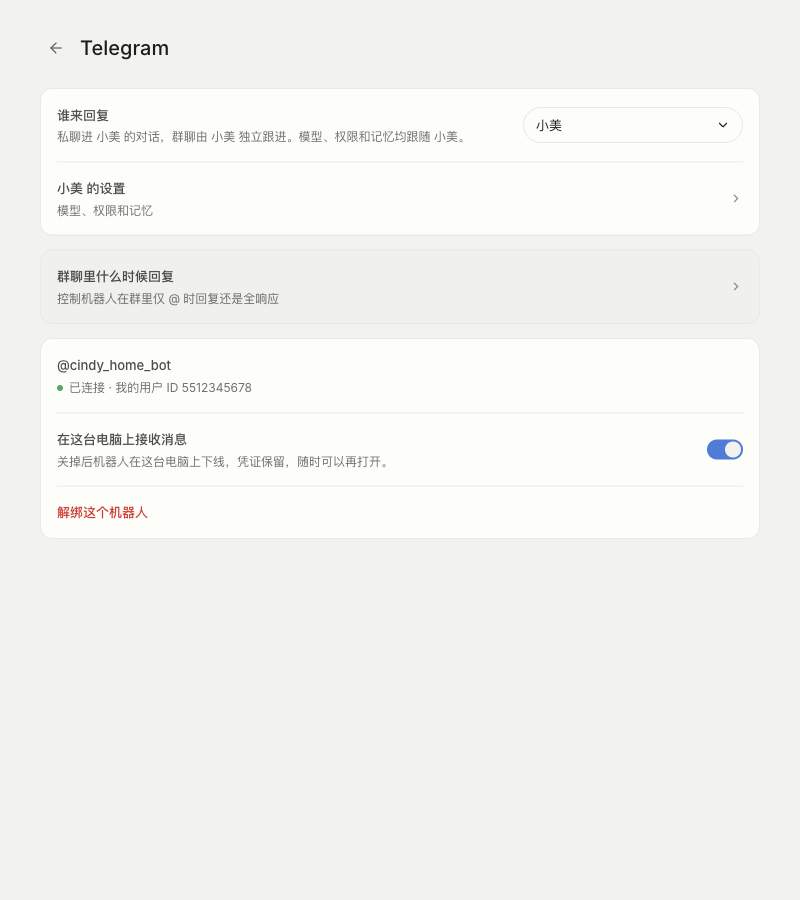 Telegram
谁来回复
私聊进 小美 的对话，群聊由 小美 独立跟进。模型、权限和记忆均跟随 小美。
小美
小美 的设置
模型、权限和记忆
群聊里什么时候回复
控制机器人在群里仅 @ 时回复还是全响应
@cindy_home_bot
已连接 · 我的用户 ID 5512345678
在这台电脑上接收消息
关掉后机器人在这台电脑上下线，凭证保留，随时可以再打开。
解绑这个机器人